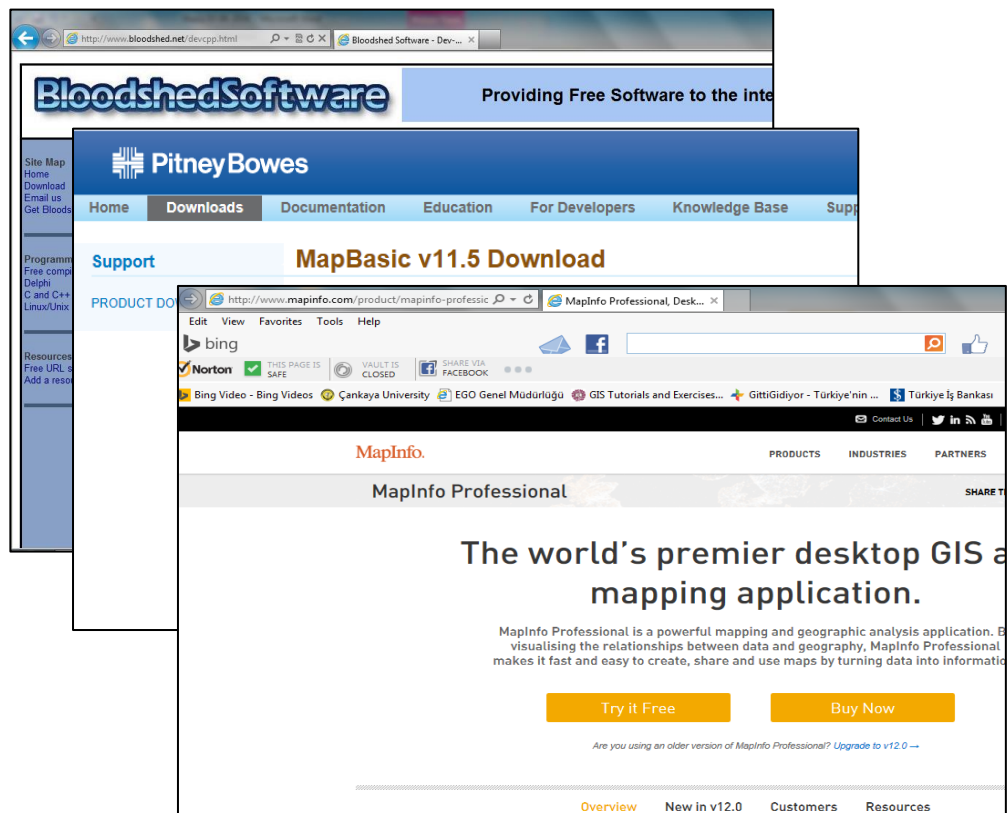 http://www.bloodshed.net/devcpp.html
Bloodshed Software - Dev-...
BloodshedSoftware
Providing Free Software to the inte
Site Map
Home
Download
Email us
Get Bloods
Programm
Free compi
Delphi
C and C++
Linux/Unix
Resources
Free URL s
Add a resou
PitneyBowes
Home Downloads Documentation Education For Developers Knowledge Base Supp
Support
MapBasic v11.5 Download
PRODUCT DO
http://www.mapinfo.com/product/mapinfo-professic
MapInfo Professional, Desk...
Edit View Favorites Tools Help
bing
Norton THIS PAGE IS SAFE VAULT IS CLOSED SHARE VIA FACEBOOK
Bing Video - Bing Videos Çankaya University EGO Genel Müdürlüğü GIS Tutorials and Exercises... GittiGidiyor - Türkiye'nin ... Türkiye İş Bankası
Contact Us
MapInfo.
PRODUCTS INDUSTRIES PARTNERS
MapInfo Professional
SHARE T
The world's premier desktop GIS a
mapping application.
MapInfo Professional is a powerful mapping and geographic analysis application. B
visualising the relationships between data and geography, MapInfo Professional
makes it fast and easy to create, share and use maps by turning data into informatio
Try it Free Buy Now
Are you using an older version of MapInfo Professional? Upgrade to v12.0 →
Overview New in v12.0 Customers Resources